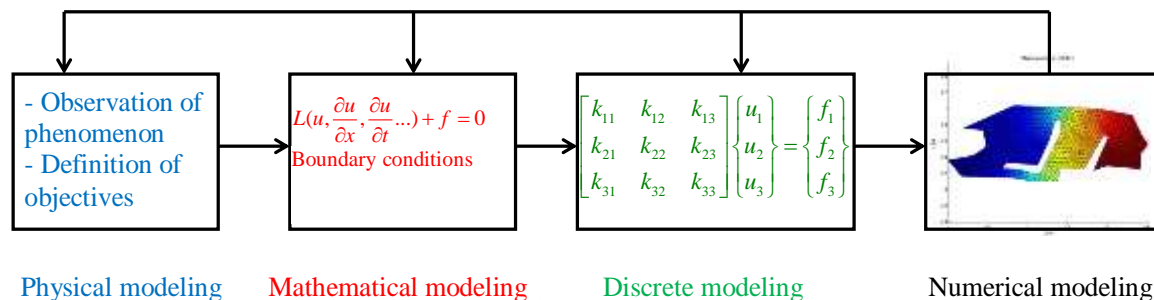 - Observation of
phenomenon
- Definition of
objectives
L(u, ∂u/∂x, ∂u/∂t ...) + f = 0
Boundary conditions
[k11 k12 k13] {u1} {f1}
[k21 k22 k23] {u2} = {f2}
[k31 k32 k33] {u3} {f3}
Physical modeling
Mathematical modeling
Discrete modeling
Numerical modeling